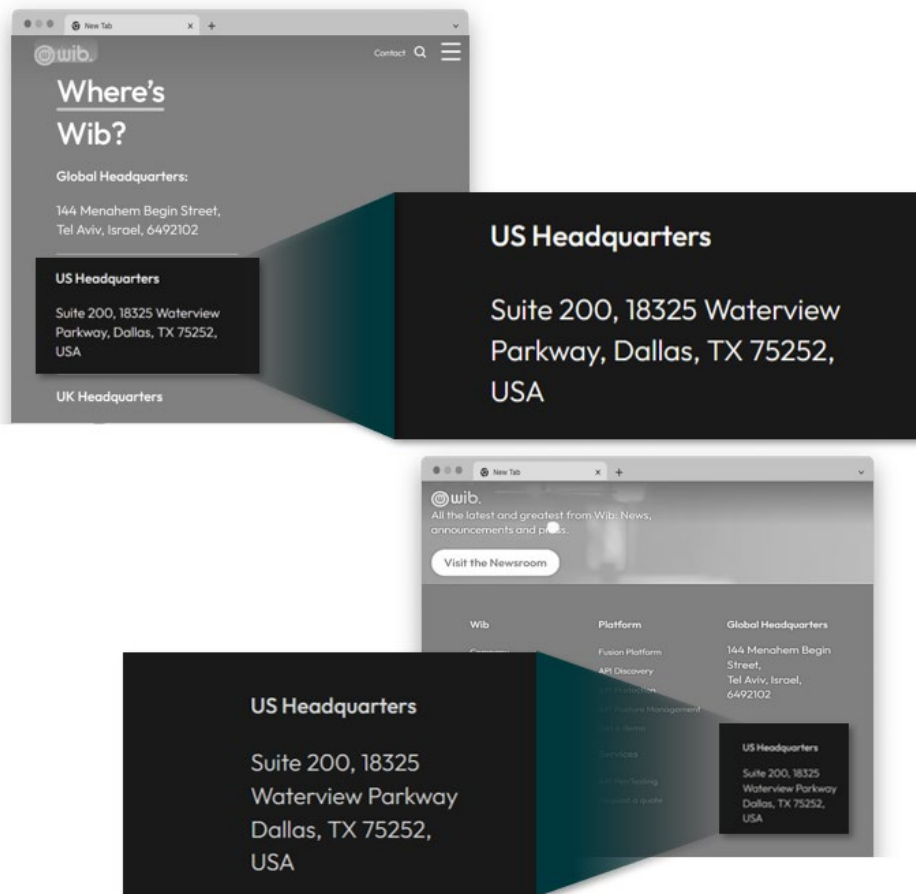 New Tab
wib.
Contact
Where's
Wib?
Global Headquarters:
144 Menahem Begin Street,
Tel Aviv, Israel, 6492102
US Headquarters
Suite 200, 18325 Waterview
Parkway, Dallas, TX 75252,
USA
UK Headquarters
US Headquarters
Suite 200, 18325 Waterview
Parkway, Dallas, TX 75252,
USA
New Tab
wib.
All the latest and greatest from Wib: News,
announcements and press.
Visit the Newsroom
Wib
Company
Platform
Fusion Platform
API Discovery
Management
Services
Global Headquarters
144 Menahem Begin
Street,
Tel Aviv, Israel,
6492102
US Headquarters
Suite 200, 18325
Waterview Parkway
Dallas, TX 75252,
USA
US Headquarters
Suite 200, 18325
Waterview Parkway
Dallas, TX 75252,
USA